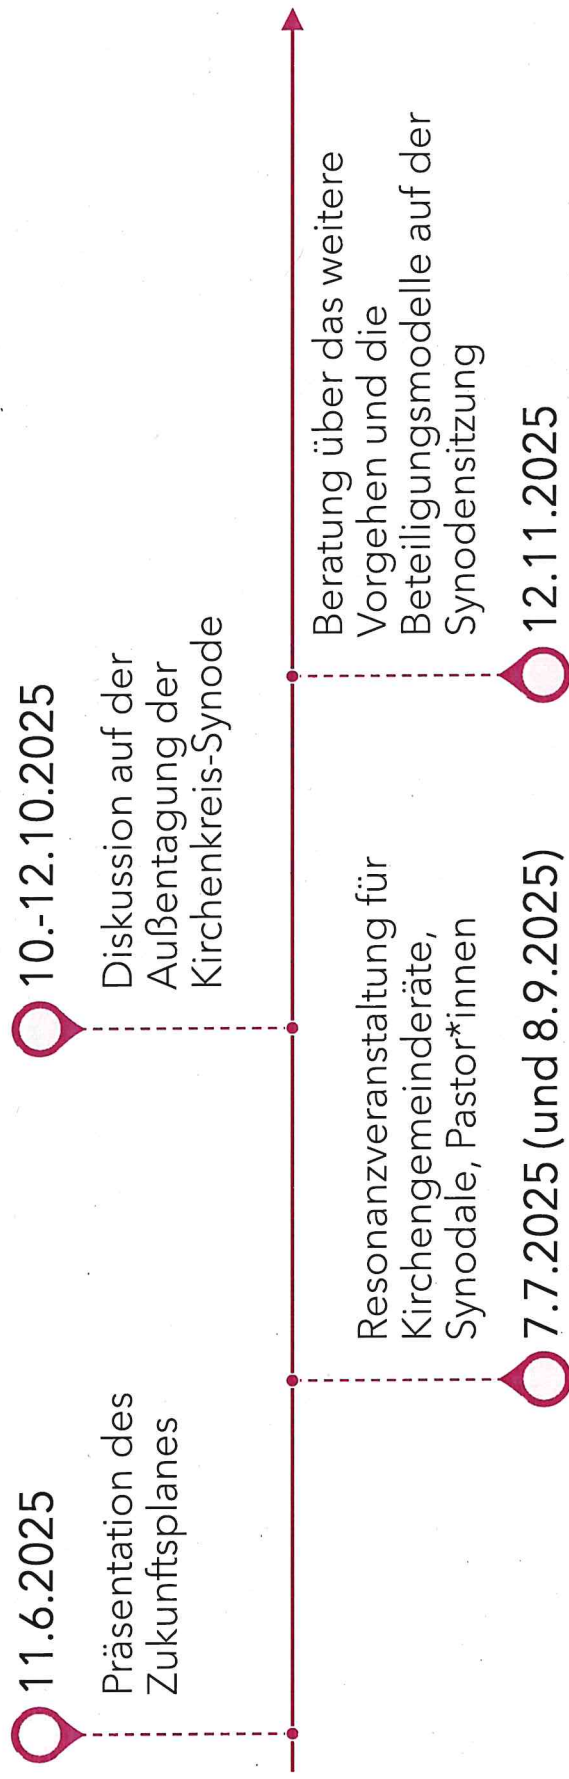 11.6.2025
Präsentation des
Zukunftsplanes
7.7.2025 (und 8.9.2025)
Resonanzveranstaltung für
Kirchengemeinderäte,
Synodale, Pastor*innen
10.-12.10.2025
Diskussion auf der
Außentagung der
Kirchenkreis-Synode
12.11.2025
Beratung über das weitere
Vorgehen und die
Beteiligungsmodelle auf der
Synodensitzung